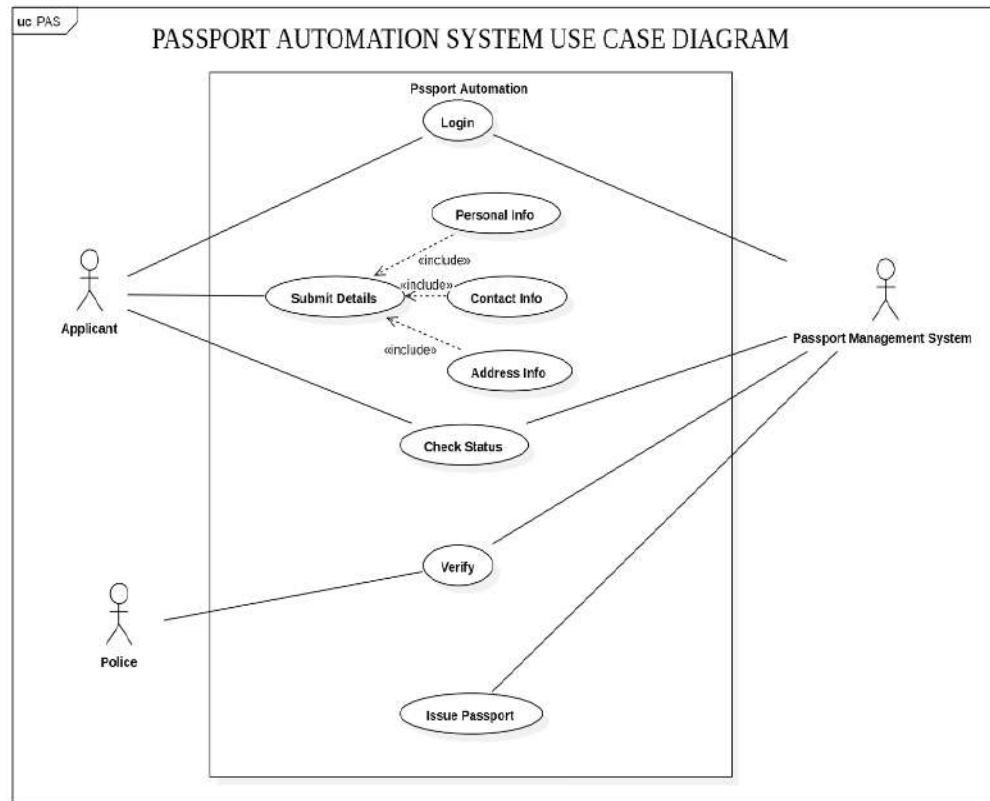 uc PAS
PASSPORT AUTOMATION SYSTEM USE CASE DIAGRAM
Pssport Automation
Login
Personal Info
«include»
«include»
Submit Details
Contact Info
Applicant
Passport Management System
«include»
Address Info
Check Status
Verify
Police
Issue Passport